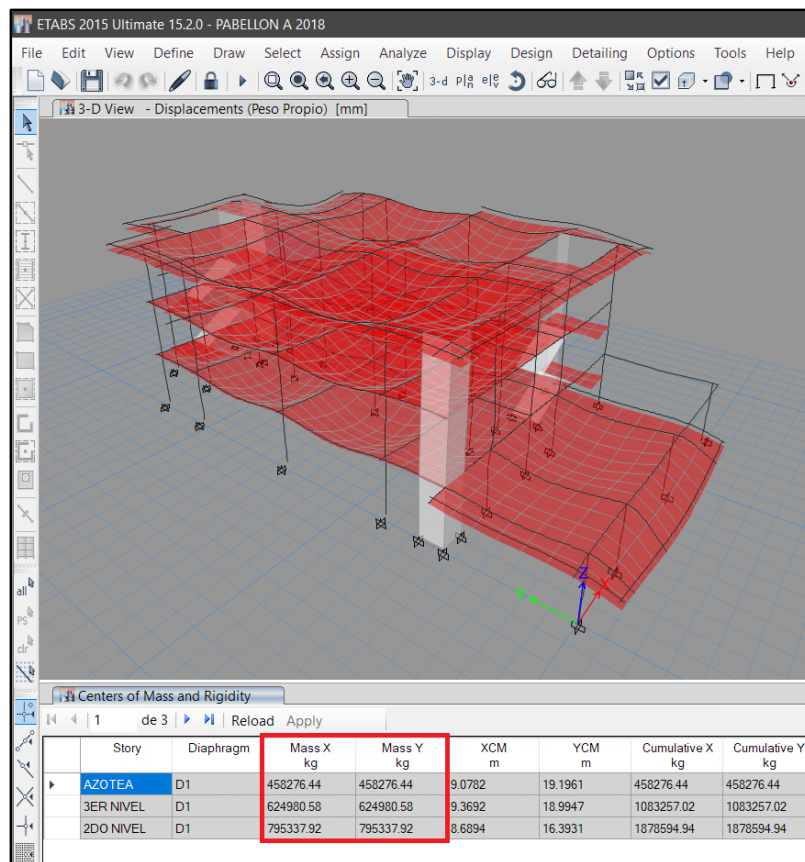 ETABS 2015 Ultimate 15.2.0 - PABELLON A 2018
File Edit View Define Draw Select Assign Analyze Display Design Detailing Options Tools Help
3-d
3-D View - Displacements (Peso Propio) [mm]
Z
X
Y
all
PS
clr
Centers of Mass and Rigidity
1 de 3 Reload Apply
Story Diaphragm Mass X kg Mass Y kg XCM m YCM m Cumulative X kg Cumulative Y kg
AZOTEA D1 458276.44 458276.44 9.0782 19.1961 458276.44 458276.44
3ER NIVEL D1 624980.58 624980.58 9.3692 18.9947 1083257.02 1083257.02
2DO NIVEL D1 795337.92 795337.92 8.6894 16.3931 1878594.94 1878594.94